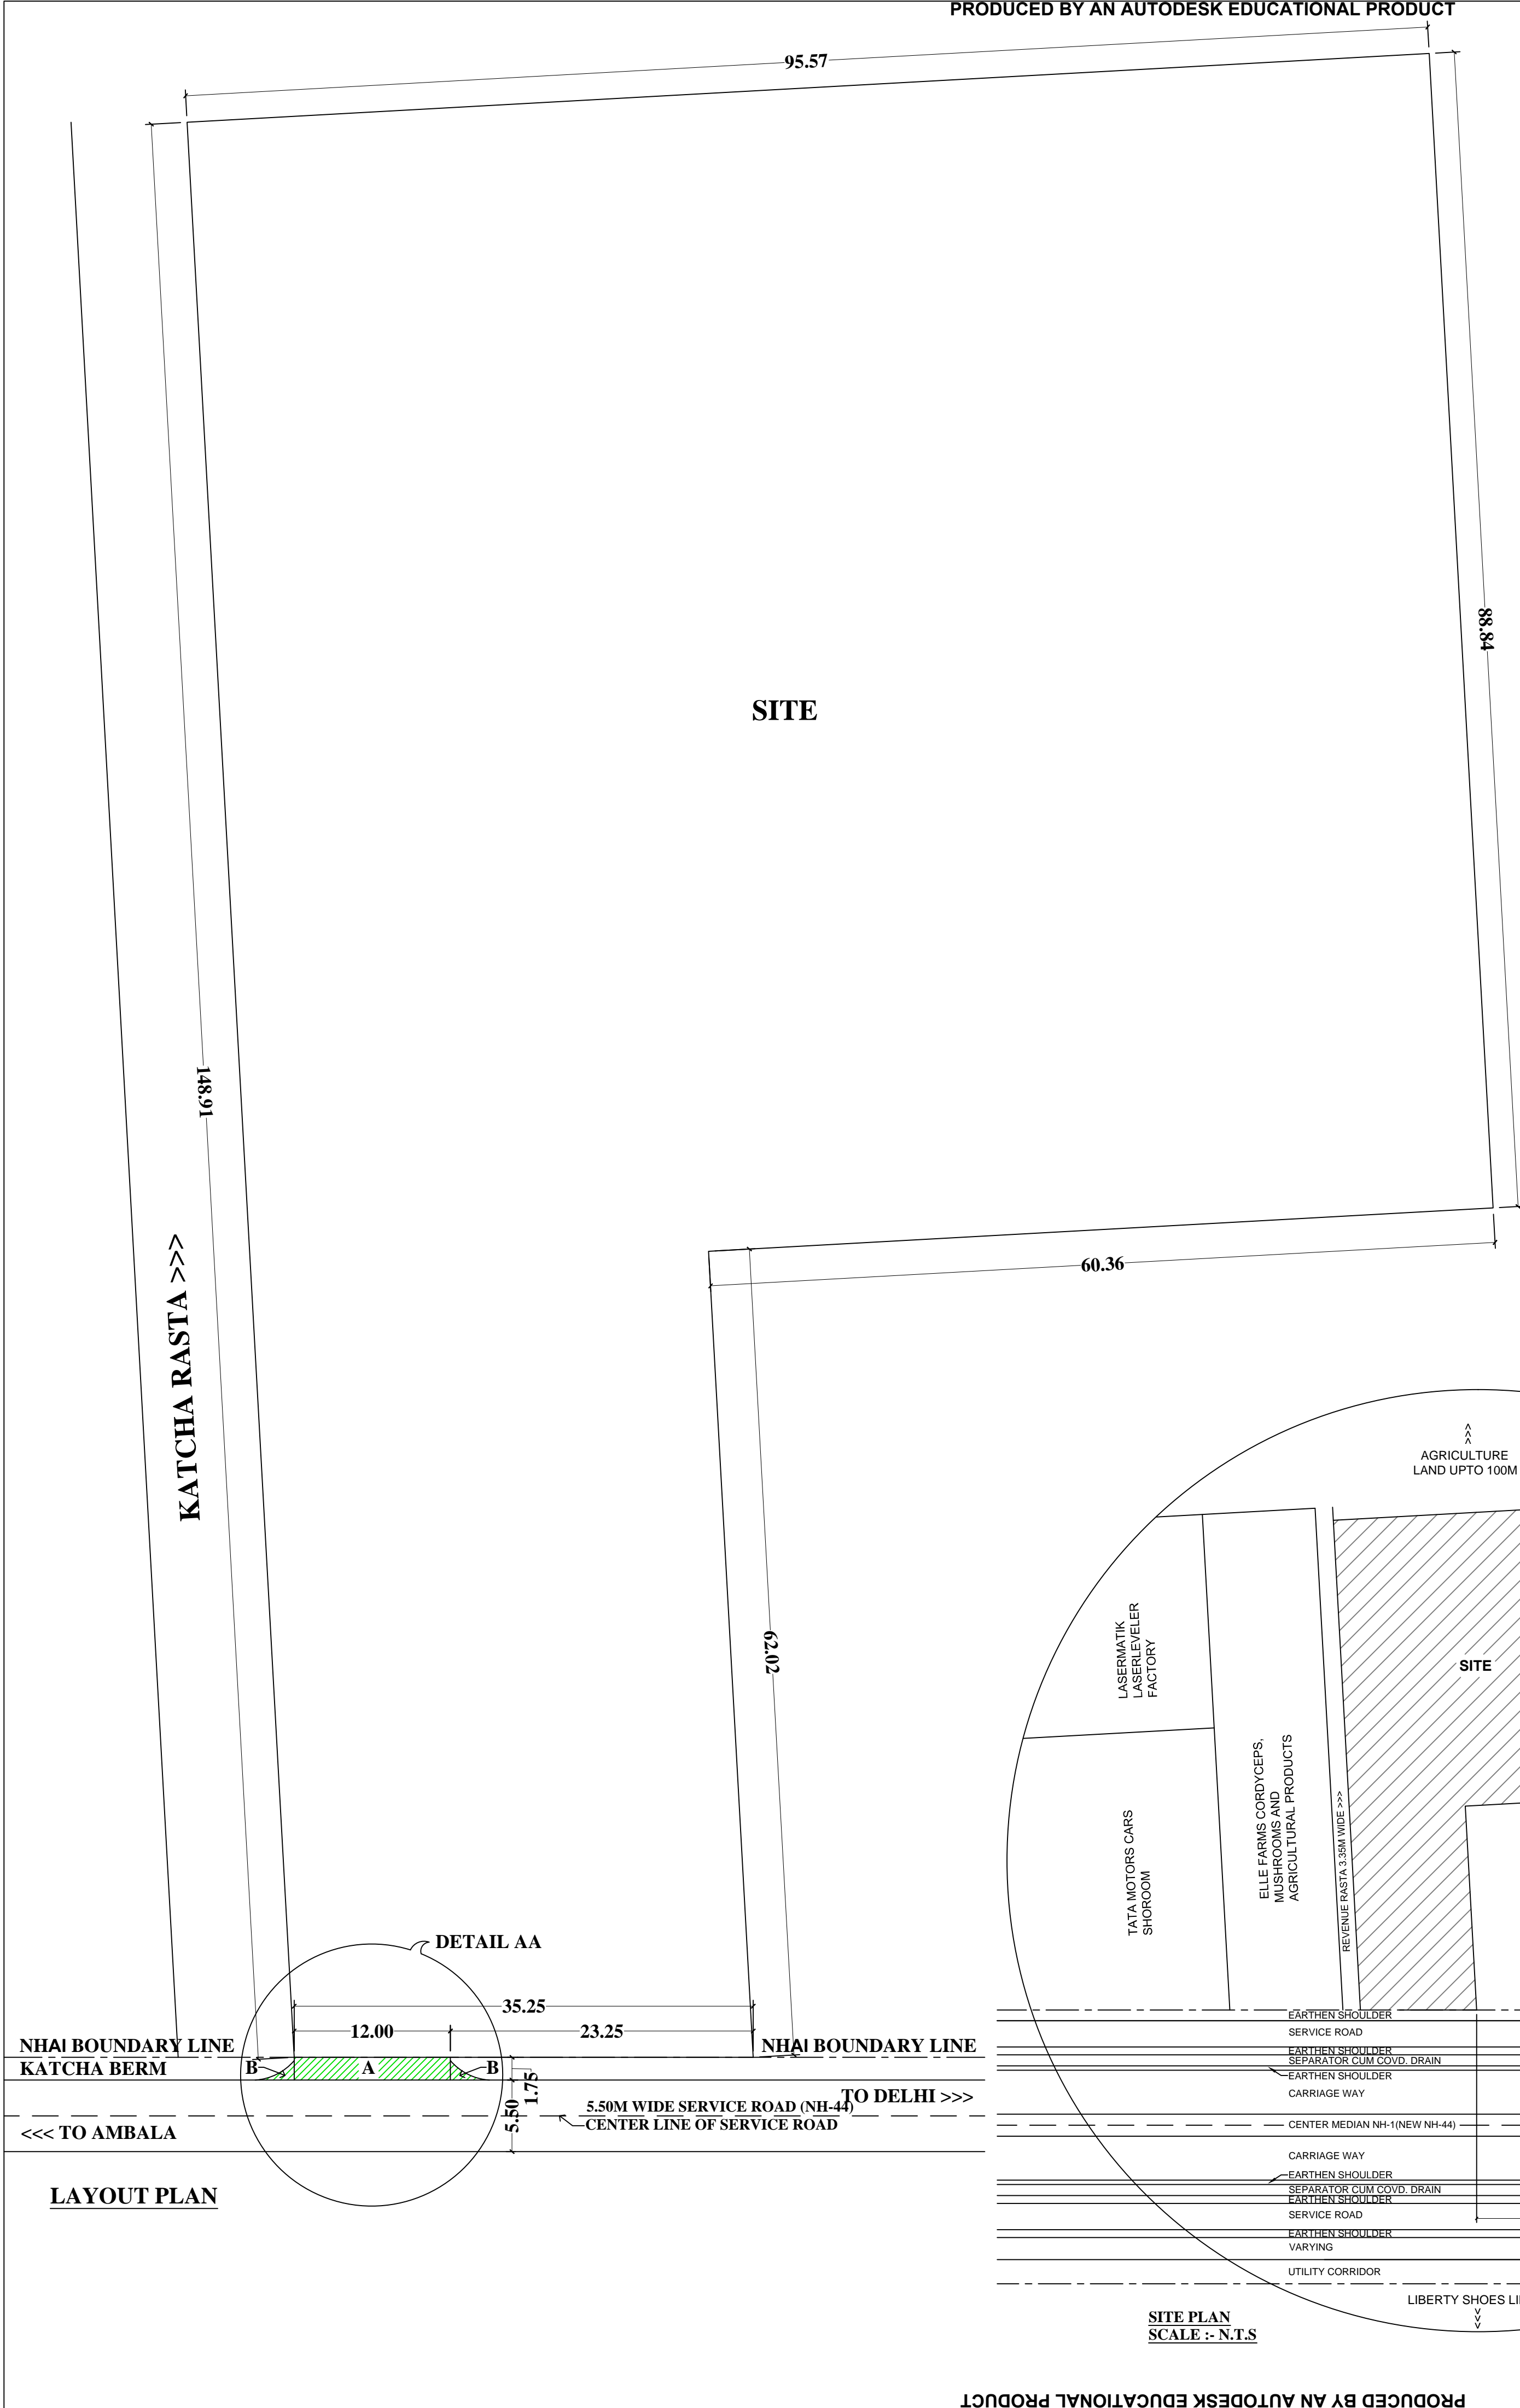 PRODUCED BY AN AUTODESK EDUCATIONAL PRODUCT
95.57
88.84
SITE
148.91
60.36
KATCHA RASTA >>>
62.02
DETAIL AA
35.25
12.00
23.25
NHAI BOUNDARY LINE
NHAI BOUNDARY LINE
KATCHA BERM
B
A
B
1.75
5.50
TO DELHI >>>
5.50M WIDE SERVICE ROAD (NH-44)
CENTER LINE OF SERVICE ROAD
<<< TO AMBALA
LAYOUT PLAN
>>>
AGRICULTURE
LAND UPTO 100M
LASERMATIK
LASERLEVELER
FACTORY
SITE
TATA MOTORS CARS
SHOROOM
ELLE FARMS CORDYCEPS,
MUSHROOMS AND
AGRICULTURAL PRODUCTS
REVENUE RASTA 3.35M WIDE >>>
EARTHEN SHOULDER
SERVICE ROAD
EARTHEN SHOULDER
SEPARATOR CUM COVD. DRAIN
EARTHEN SHOULDER
CARRIAGE WAY
CENTER MEDIAN NH-1(NEW NH-44)
CARRIAGE WAY
EARTHEN SHOULDER
SEPARATOR CUM COVD. DRAIN
EARTHEN SHOULDER
SERVICE ROAD
EARTHEN SHOULDER
VARYING
UTILITY CORRIDOR
LIBERTY SHOES LI
>>>
SITE PLAN
SCALE :- N.T.S
PRODUCED BY AN AUTODESK EDUCATIONAL PRODUCT